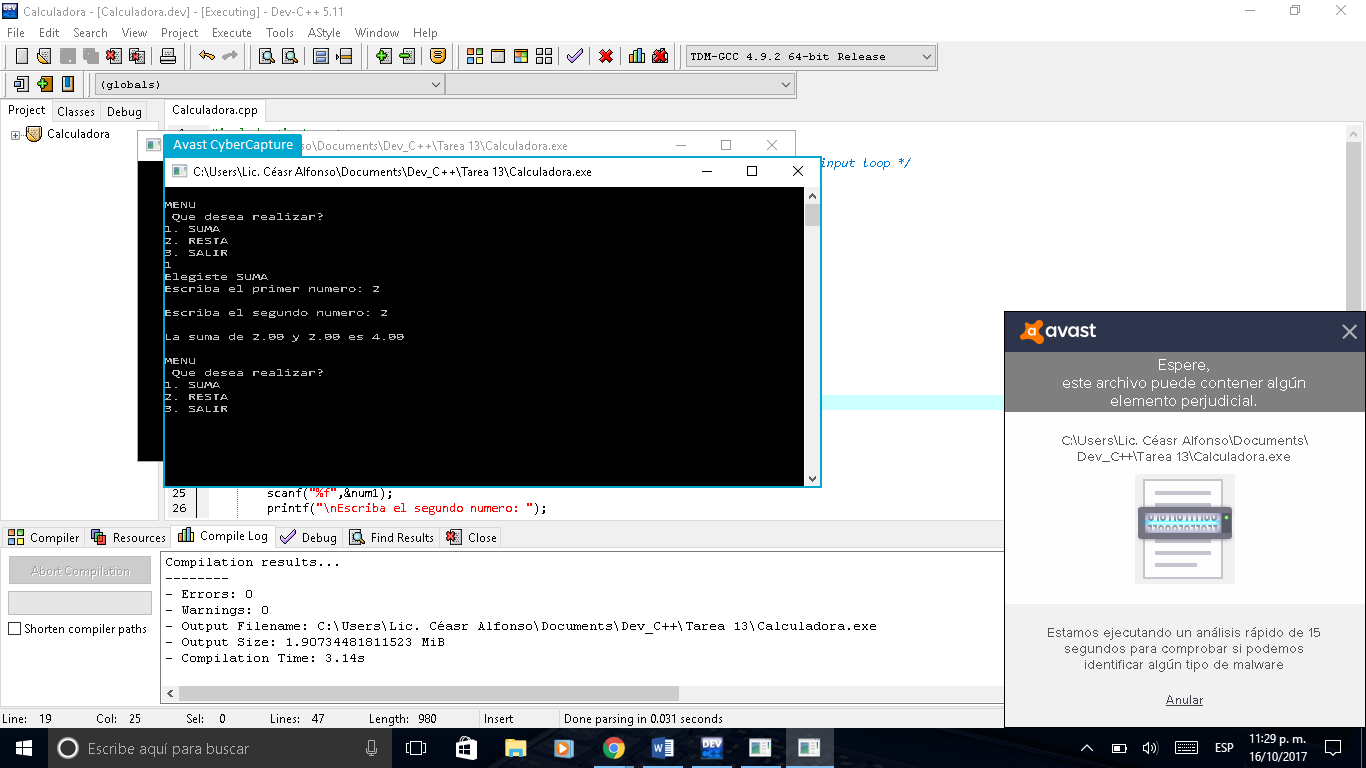 Calculadora - [Calculadora.dev] - [Executing] - Dev-C++ 5.11
File Edit Search View Project Execute Tools AStyle Window Help
TDM-GCC 4.9.2 64-bit Release
(globals)
Project Classes Debug
Calculadora
Calculadora.cpp
so\Documents\Dev_C++\Tarea 13\Calculadora.exe
input loop */
Avast CyberCapture
C:\Users\Lic. Céasr Alfonso\Documents\Dev_C++\Tarea 13\Calculadora.exe
MENU
Que desea realizar?
1. SUMA
2. RESTA
3. SALIR
1
Elegiste SUMA
Escriba el primer numero: 2
Escriba el segundo numero: 2
La suma de 2.00 y 2.00 es 4.00
MENU
Que desea realizar?
1. SUMA
2. RESTA
3. SALIR
25 scanf("%f",&num1);
26 printf("\nEscriba el segundo numero: ");
Compiler Resources Compile Log Debug Find Results Close
Abort Compilation
Shorten compiler paths
Compilation results...
--------
- Errors: 0
- Warnings: 0
- Output Filename: C:\Users\Lic. Céasr Alfonso\Documents\Dev_C++\Tarea 13\Calculadora.exe
- Output Size: 1.90734481811523 MiB
- Compilation Time: 3.14s
Line: 19 Col: 25 Sel: 0 Lines: 47 Length: 980 Insert Done parsing in 0.031 seconds
avast
Espere,
este archivo puede contener algún
elemento perjudicial.
C:\Users\Lic. Céasr Alfonso\Documents\
Dev_C++\Tarea 13\Calculadora.exe
Estamos ejecutando un análisis rápido de 15
segundos para comprobar si podemos
identificar algún tipo de malware
Anular
Escribe aquí para buscar
DEV
ESP
11:29 p. m.
16/10/2017